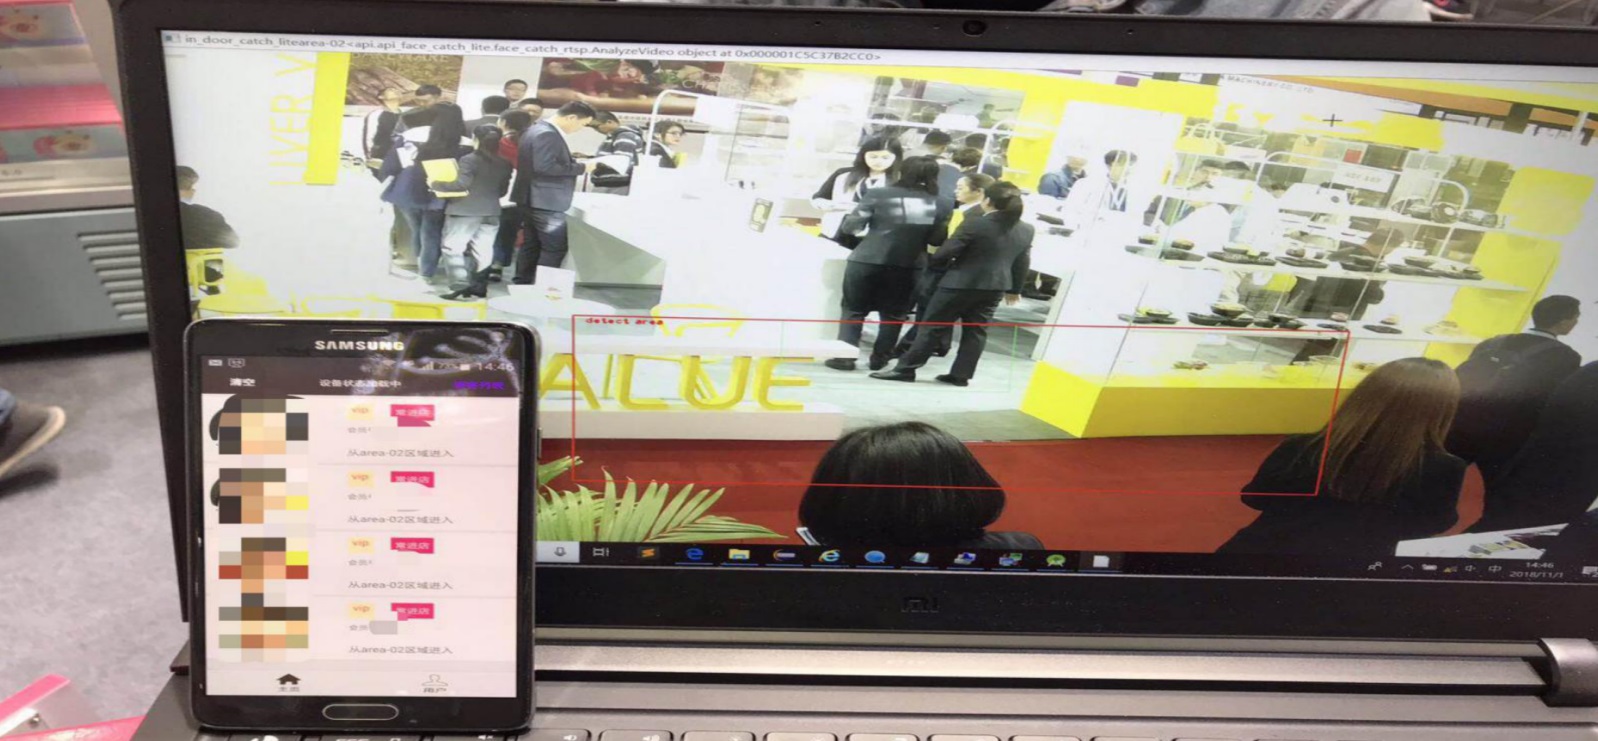 in_door_catch_litearea-02<api.api_face_catch_lite.face_catch_rtsp.AnalyzeVideo object at 0x000001C5C37B2CC0>
detect area
SAMSUNG
14:46
清空
设备状态加载中
vip
常进店
会员
从area-02区域进入
vip
常进店
会员
从area-02区域进入
vip
常进店
会员
从area-02区域进入
vip
常进店
会员
从area-02区域进入
主页
用户
ALUE
中
14:46
2018/11/1
mi